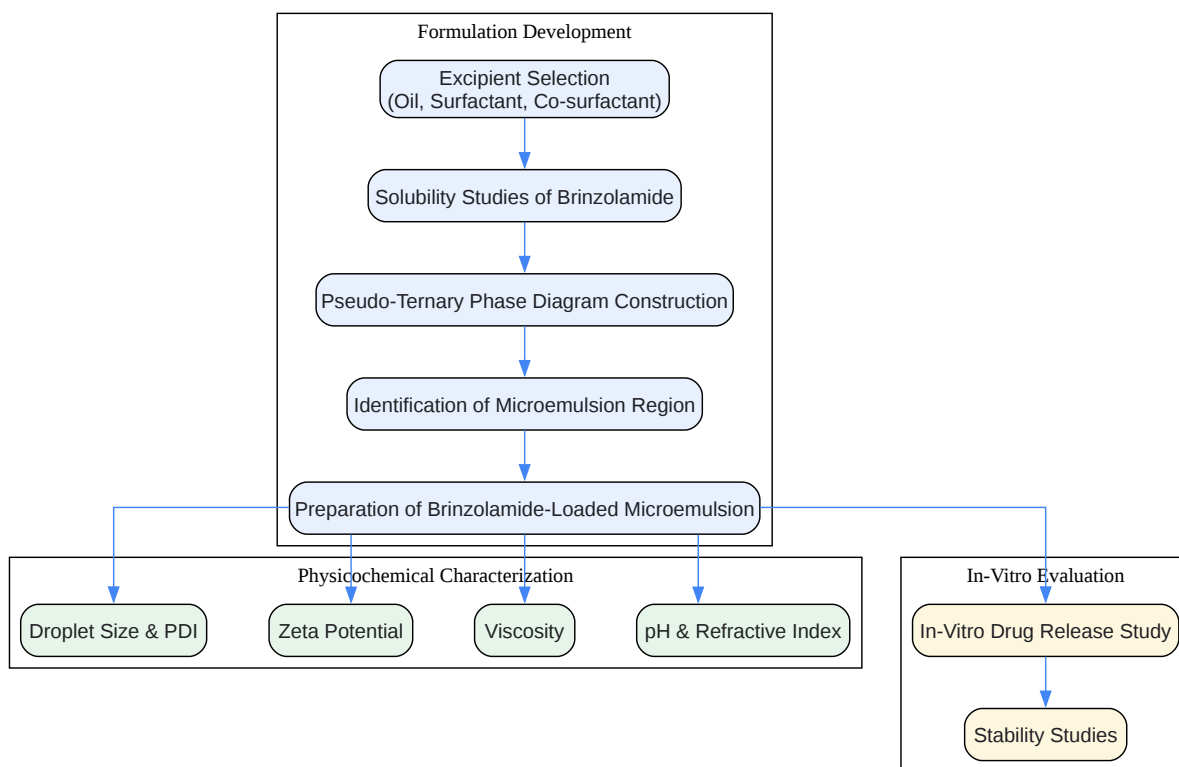 Formulation Development
Excipient Selection
(Oil, Surfactant, Co-surfactant)
Solubility Studies of Brinzolamide
Pseudo-Ternary Phase Diagram Construction
Identification of Microemulsion Region
Preparation of Brinzolamide-Loaded Microemulsion
Physicochemical Characterization
Droplet Size & PDI
Zeta Potential
Viscosity
pH & Refractive Index
In-Vitro Evaluation
In-Vitro Drug Release Study
Stability Studies